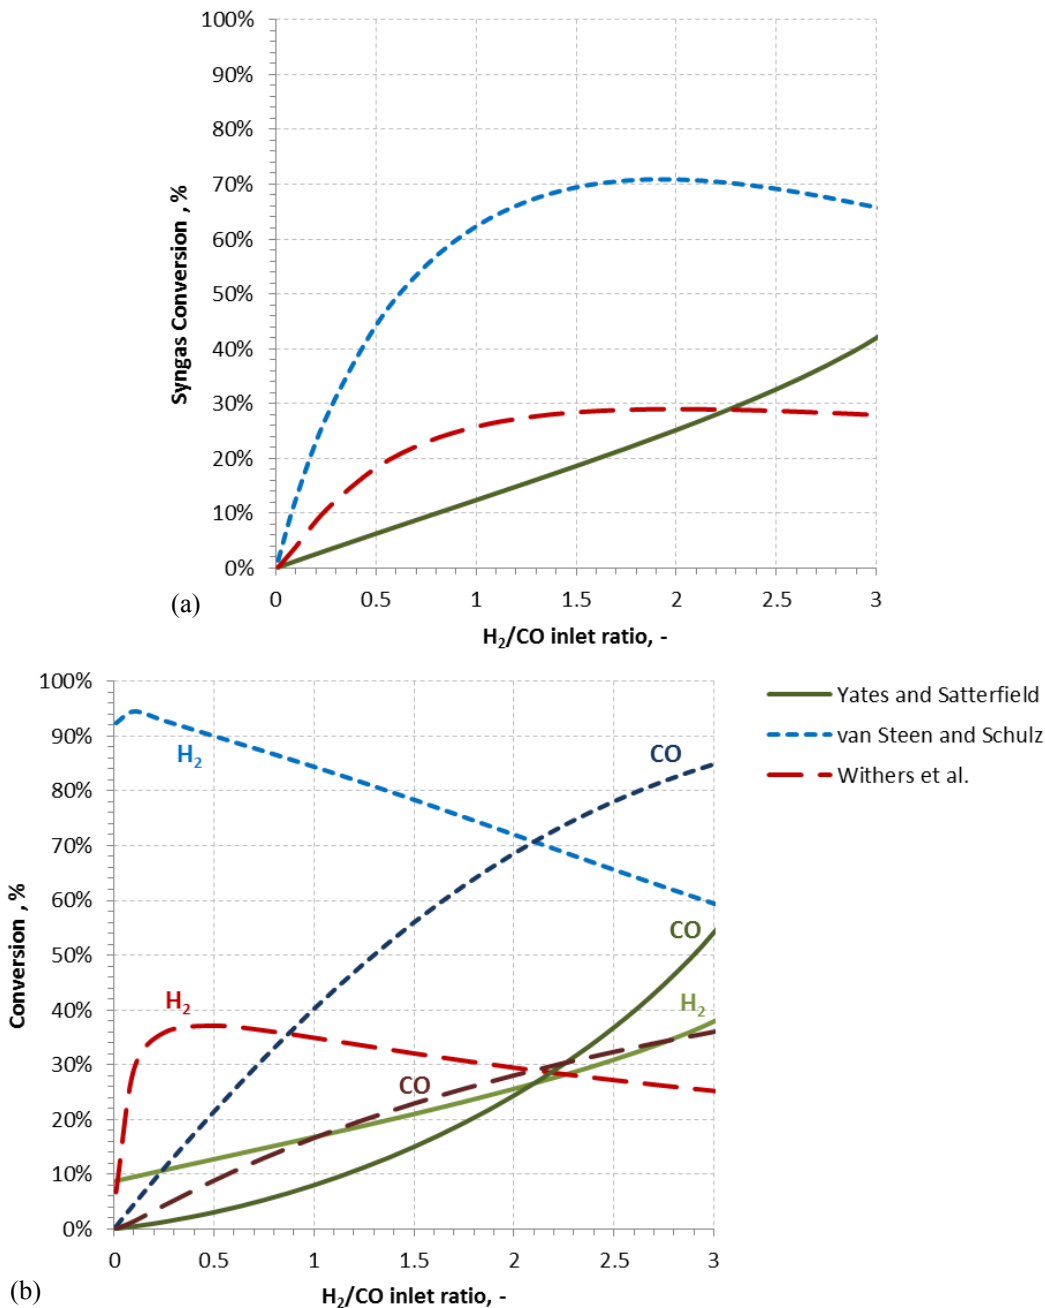 100%
90%
80%
70%
60%
50%
40%
30%
20%
10%
0%
Syngas Conversion , %
0 0.5 1 1.5 2 2.5 3
H₂/CO inlet ratio, -
(a)
100%
90%
80%
70%
60%
50%
40%
30%
20%
10%
0%
Conversion , %
H₂
CO
CO
H₂
H₂
CO
0 0.5 1 1.5 2 2.5 3
H₂/CO inlet ratio, -
(b)
Yates and Satterfield
van Steen and Schulz
Withers et al.